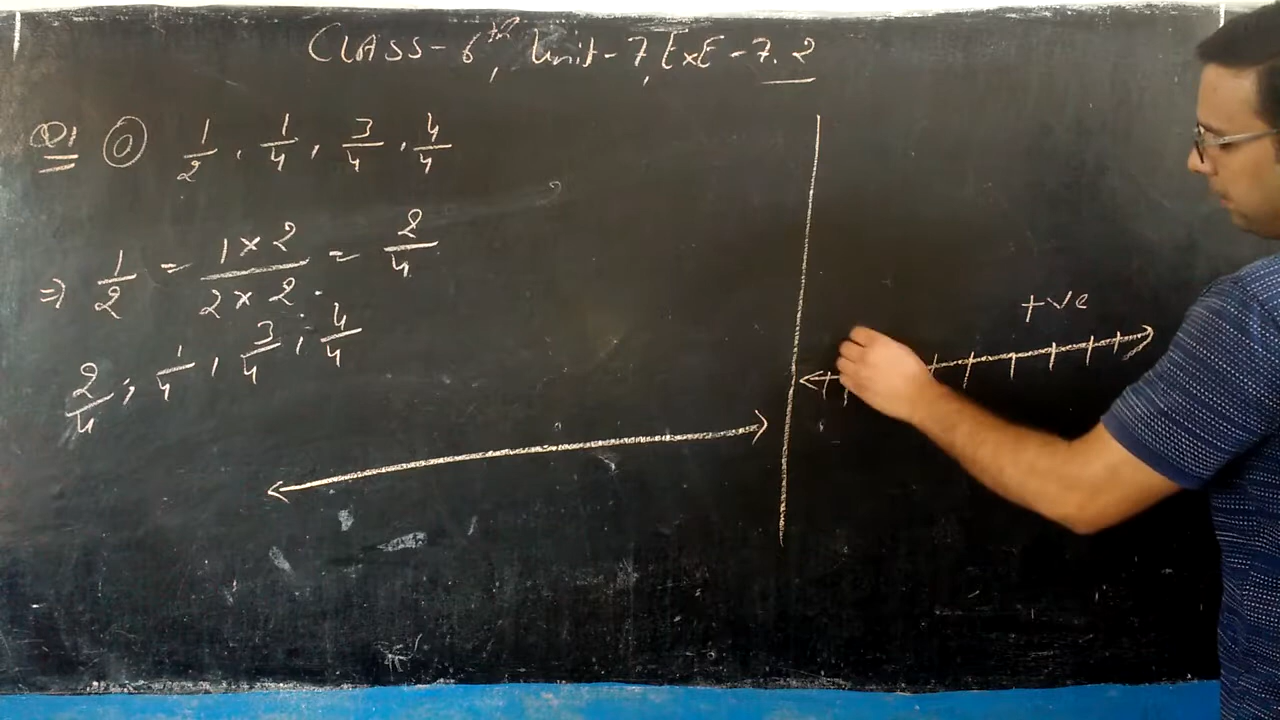 CLASS-6th, Unit-7, EXE-7.2
Q1 (a) 1/2, 1/4, 3/4, 4/4
⇒ 1/2 = 1×2/2×2 = 2/4
2/4, 1/4, 3/4, 4/4
+ve